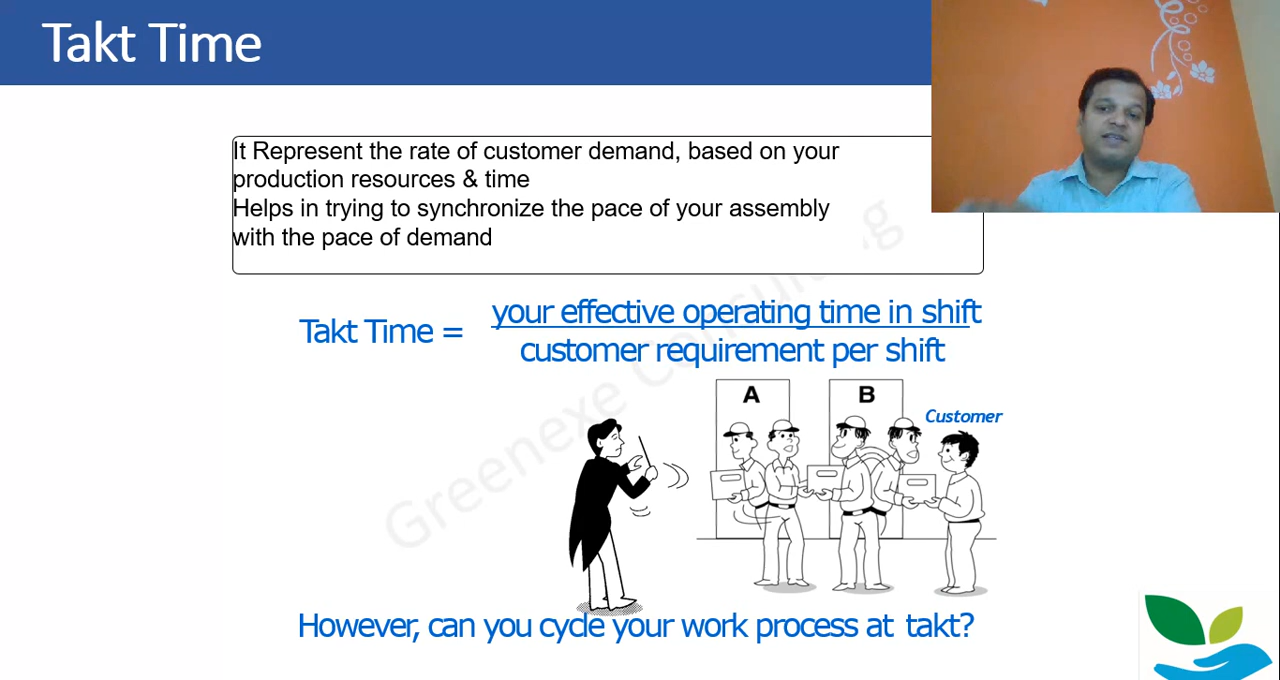 Takt Time
It Represent the rate of customer demand, based on your
production resources & time
Helps in trying to synchronize the pace of your assembly
with the pace of demand
Takt Time =
your effective operating time in shift
customer requirement per shift
A
B
Customer
Greenexe Consulting
However, can you cycle your work process at takt?